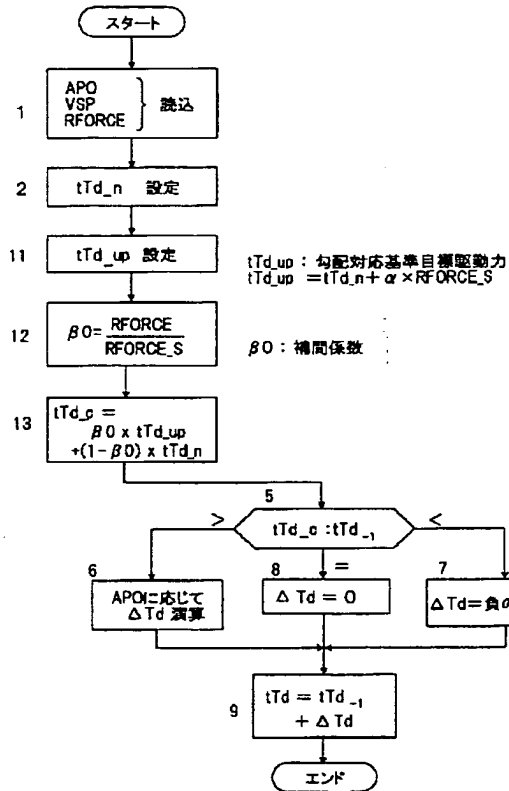 スタート
1
APO
VSP
RFORCE
読込
2
tTd_n 設定
11
tTd_up 設定
tTd_up : 勾配対応基準目標駆動力
tTd_up =tTd_n+ α×RFORCE_S
12
β0= RFORCE
RFORCE_S
β0 : 補間係数
13
tTd_c =
β0 x tTd_up
+(1-β0) x tTd_n
5
>
tTd_c :tTd-1
<
6
APOに応じて
ΔTd 演算
8
=
ΔTd = 0
7
ΔTd=負の
9
tTd = tTd-1
+ ΔTd
エンド